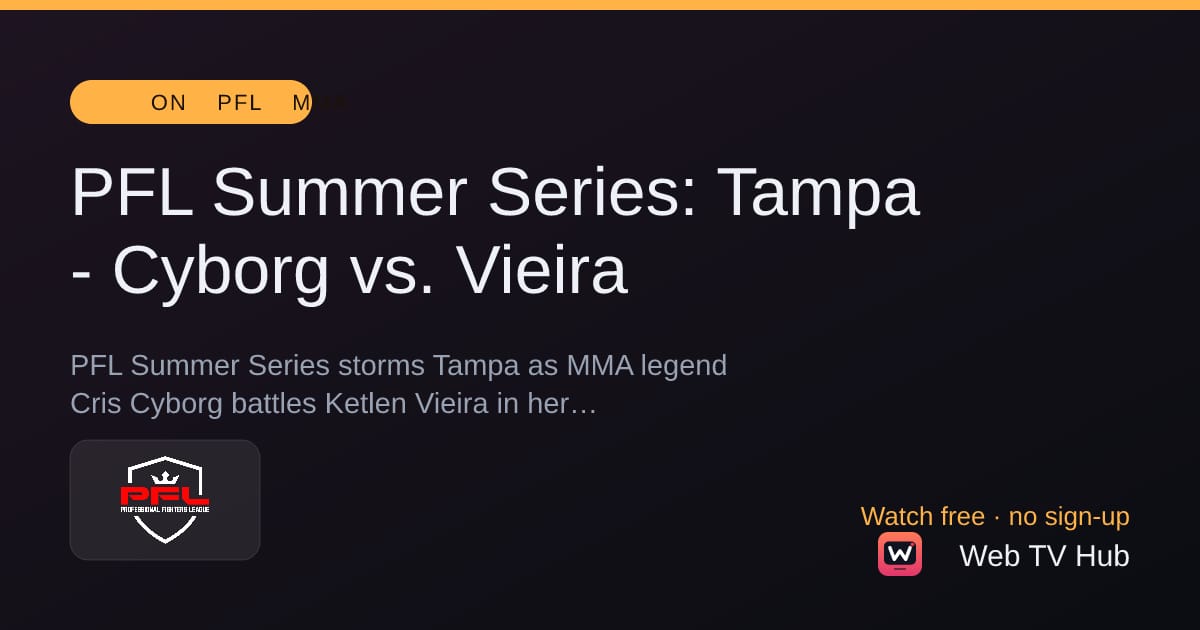 ON PFL
PFL Summer Series: Tampa
- Cyborg vs. Vieira
PFL Summer Series storms Tampa as MMA legend
Cris Cyborg battles Ketlen Vieira in her…
PFL
PROFESSIONAL FIGHTERS LEAGUE
Watch free · no sign-up
W
Web TV Hub